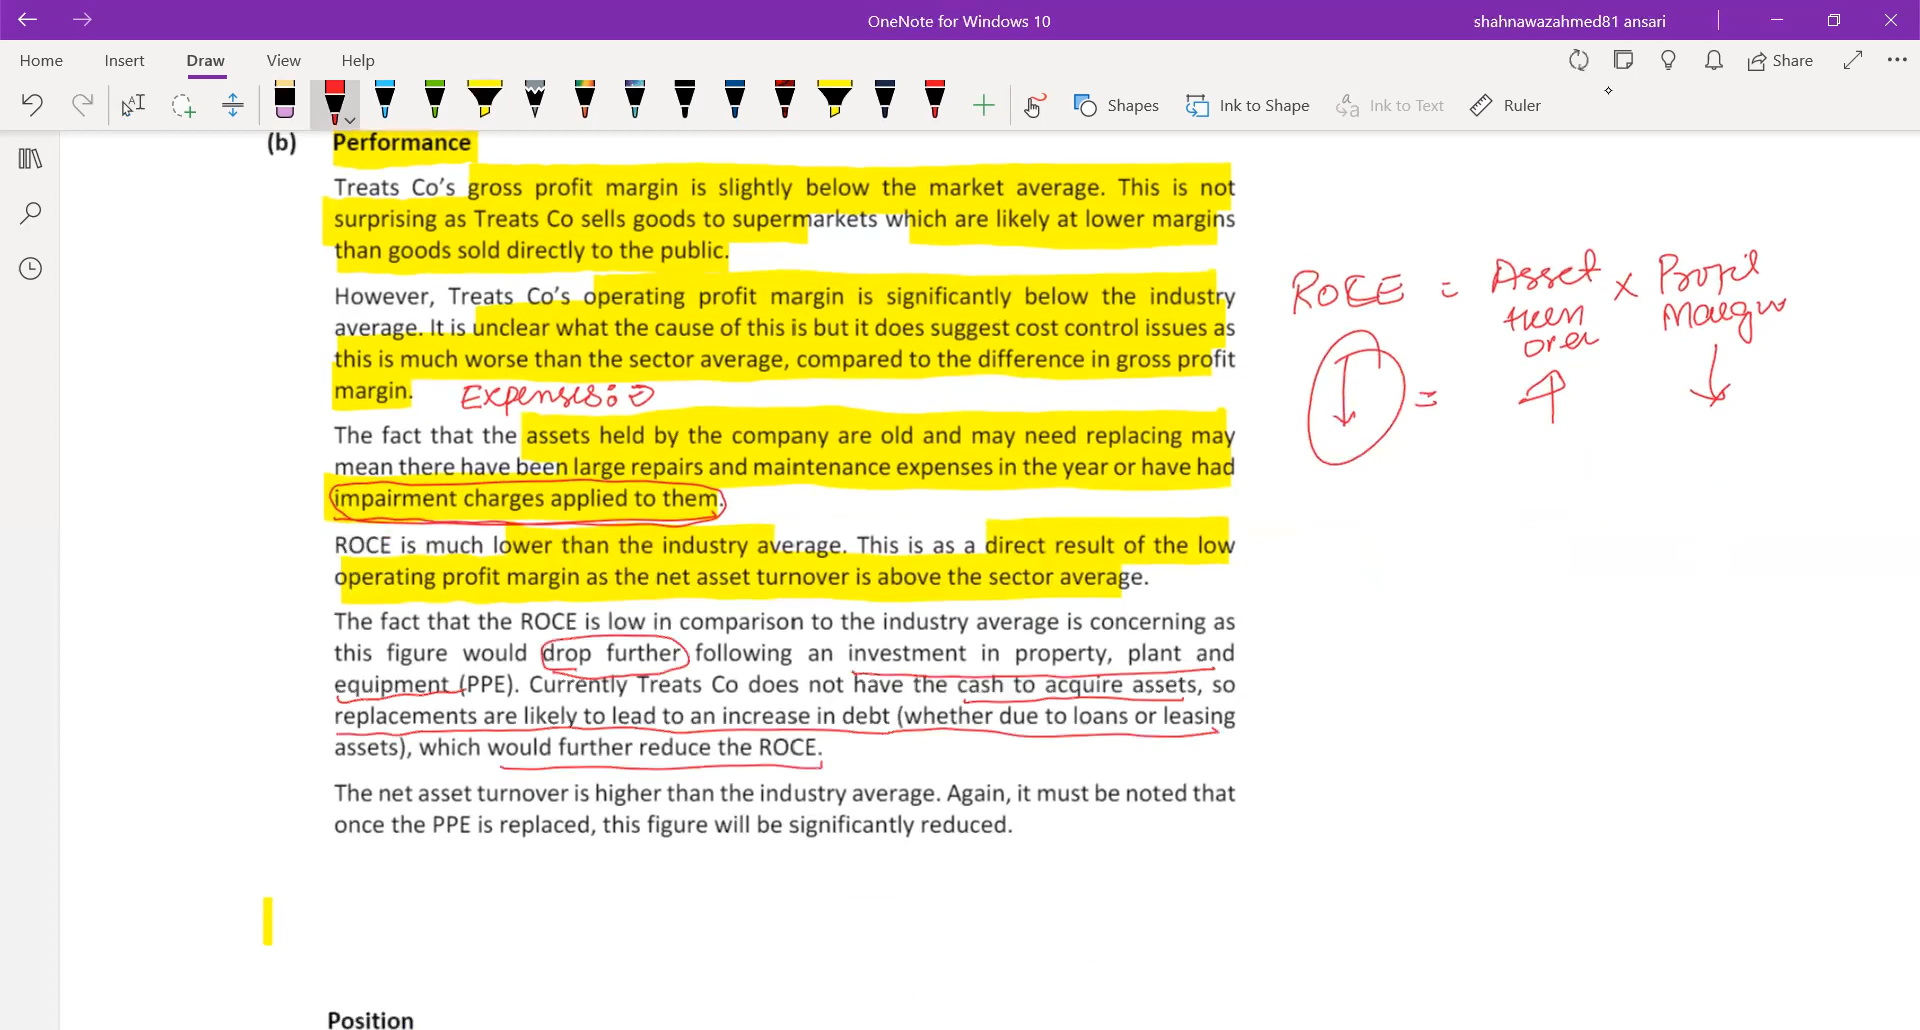 OneNote for Windows 10
shahnawazahmed81 ansari
Home Insert Draw View Help
Share
Shapes Ink to Shape Ink to Text Ruler
(b) Performance
Treats Co's gross profit margin is slightly below the market average. This is not
surprising as Treats Co sells goods to supermarkets which are likely at lower margins
than goods sold directly to the public.
However, Treats Co's operating profit margin is significantly below the industry
average. It is unclear what the cause of this is but it does suggest cost control issues as
this is much worse than the sector average, compared to the difference in gross profit
margin.
Expenses:
The fact that the assets held by the company are old and may need replacing may
mean there have been large repairs and maintenance expenses in the year or have had
impairment charges applied to them.
ROCE is much lower than the industry average. This is as a direct result of the low
operating profit margin as the net asset turnover is above the sector average.
The fact that the ROCE is low in comparison to the industry average is concerning as
this figure would drop further following an investment in property, plant and
equipment (PPE). Currently Treats Co does not have the cash to acquire assets, so
replacements are likely to lead to an increase in debt (whether due to loans or leasing
assets), which would further reduce the ROCE.
The net asset turnover is higher than the industry average. Again, it must be noted that
once the PPE is replaced, this figure will be significantly reduced.
Position
ROCE = Asset × Profit
turn Margin
over
=